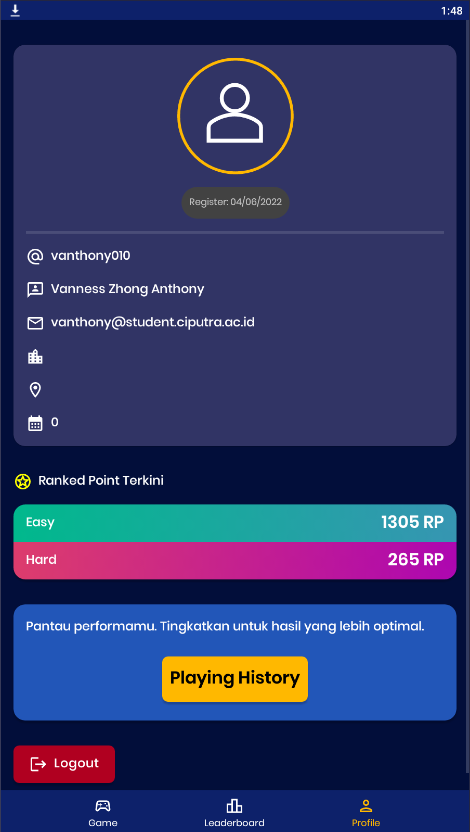 1:48
Register: 04/06/2022
vanthony010
Vanness Zhong Anthony
vanthony@student.ciputra.ac.id
0
Ranked Point Terkini
Easy 1305 RP
Hard 265 RP
Pantau performamu. Tingkatkan untuk hasil yang lebih optimal.
Playing History
Logout
Game Leaderboard Profile